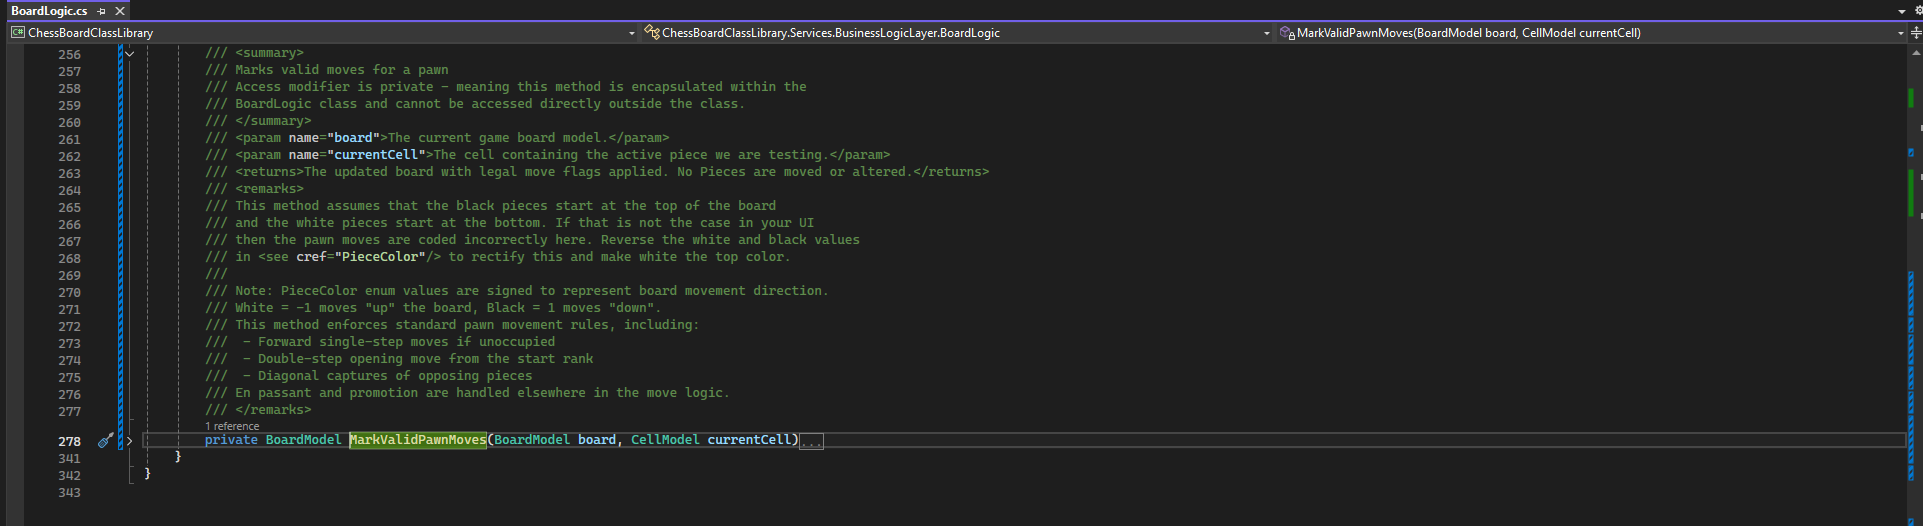 BoardLogic.cs
C# ChessBoardClassLibrary
ChessBoardClassLibrary.Services.BusinessLogicLayer.BoardLogic
MarkValidPawnMoves(BoardModel board, CellModel currentCell)
256 /// <summary>
257 /// Marks valid moves for a pawn
258 /// Access modifier is private - meaning this method is encapsulated within the
259 /// BoardLogic class and cannot be accessed directly outside the class.
260 /// </summary>
261 /// <param name="board">The current game board model.</param>
262 /// <param name="currentCell">The cell containing the active piece we are testing.</param>
263 /// <returns>The updated board with legal move flags applied. No Pieces are moved or altered.</returns>
264 /// <remarks>
265 /// This method assumes that the black pieces start at the top of the board
266 /// and the white pieces start at the bottom. If that is not the case in your UI
267 /// then the pawn moves are coded incorrectly here. Reverse the white and black values
268 /// in <see cref="PieceColor"/> to rectify this and make white the top color.
269 ///
270 /// Note: PieceColor enum values are signed to represent board movement direction.
271 /// White = -1 moves "up" the board, Black = 1 moves "down".
272 /// This method enforces standard pawn movement rules, including:
273 ///  - Forward single-step moves if unoccupied
274 ///  - Double-step opening move from the start rank
275 ///  - Diagonal captures of opposing pieces
276 /// En passant and promotion are handled elsewhere in the move logic.
277 /// </remarks>
1 reference
278 private BoardModel MarkValidPawnMoves(BoardModel board, CellModel currentCell)...
341 }
342 }
343